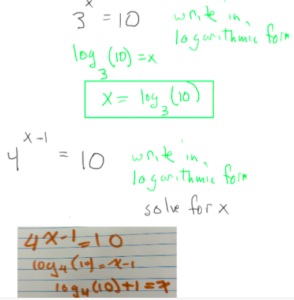 3^x = 10 write in,
logarithmic form
log_3 (10) = x
x = log_3 (10)
4^(x-1) = 10 write in,
logarithmic form
solve for x
4^x-1 = 10
log_4 (10) = x-1
log_4 (10) + 1 = x